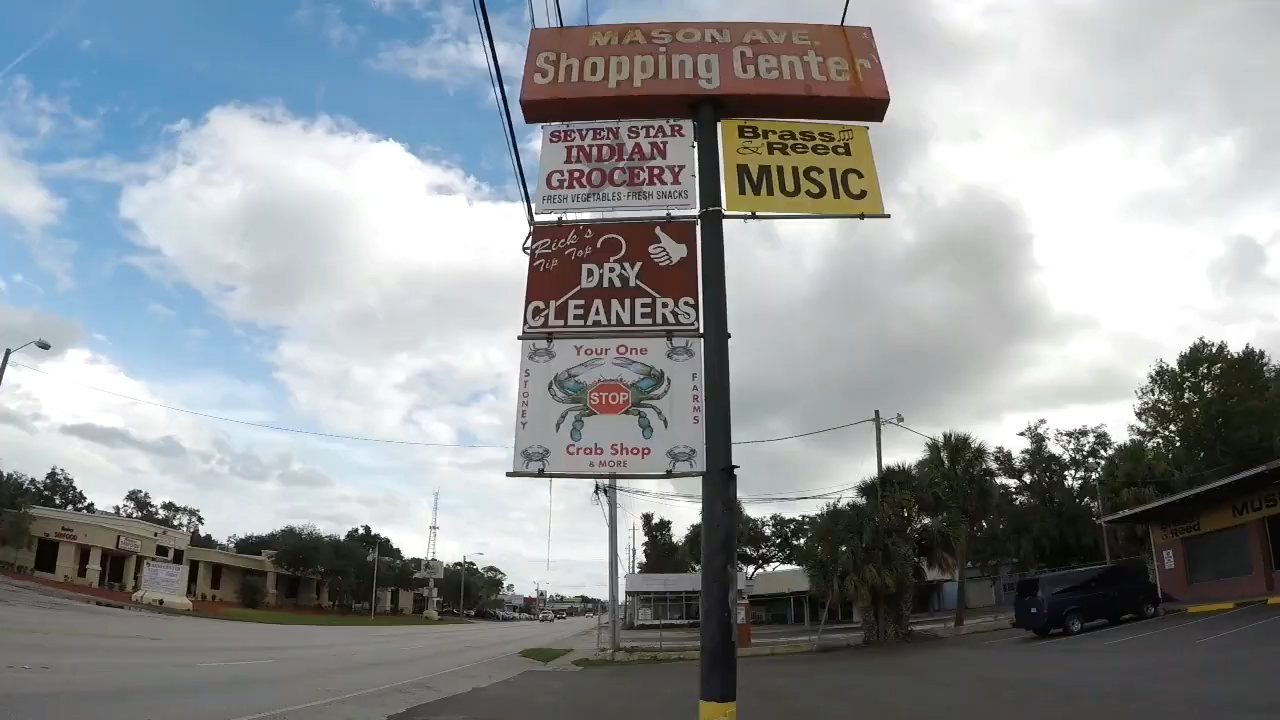 MASON AVE.
Shopping Center
SEVEN STAR
INDIAN
GROCERY
FRESH VEGETABLES·FRESH SNACKS
Brass
& Reed
MUSIC
Rick's
Tip Top
DRY
CLEANERS
Your One
STONEY
STOP
FARMS
Crab Shop
& MORE
SEAFOOD
Reed